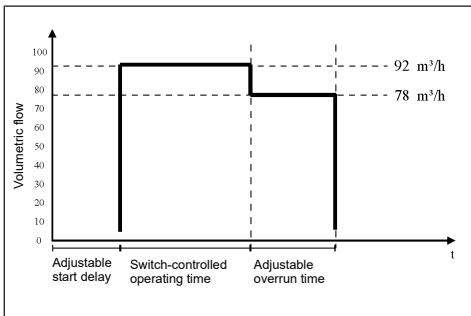 Volumetric flow
100
90
80
70
60
50
40
30
20
10
0
92 m³/h
78 m³/h
t
Adjustable
start delay
Switch-controlled
operating time
Adjustable
overrun time